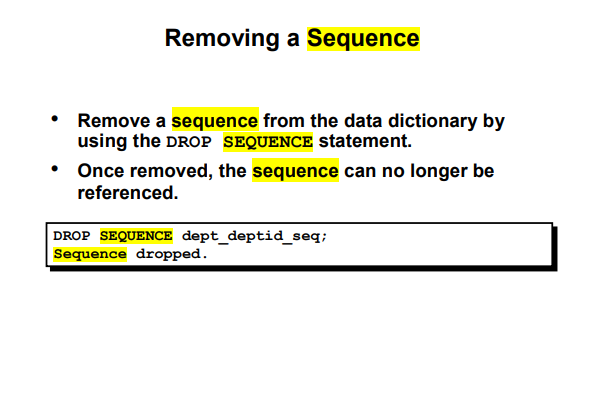 Removing a Sequence
• Remove a sequence from the data dictionary by
using the DROP SEQUENCE statement.
• Once removed, the sequence can no longer be
referenced.
DROP SEQUENCE dept_deptid_seq;
Sequence dropped.